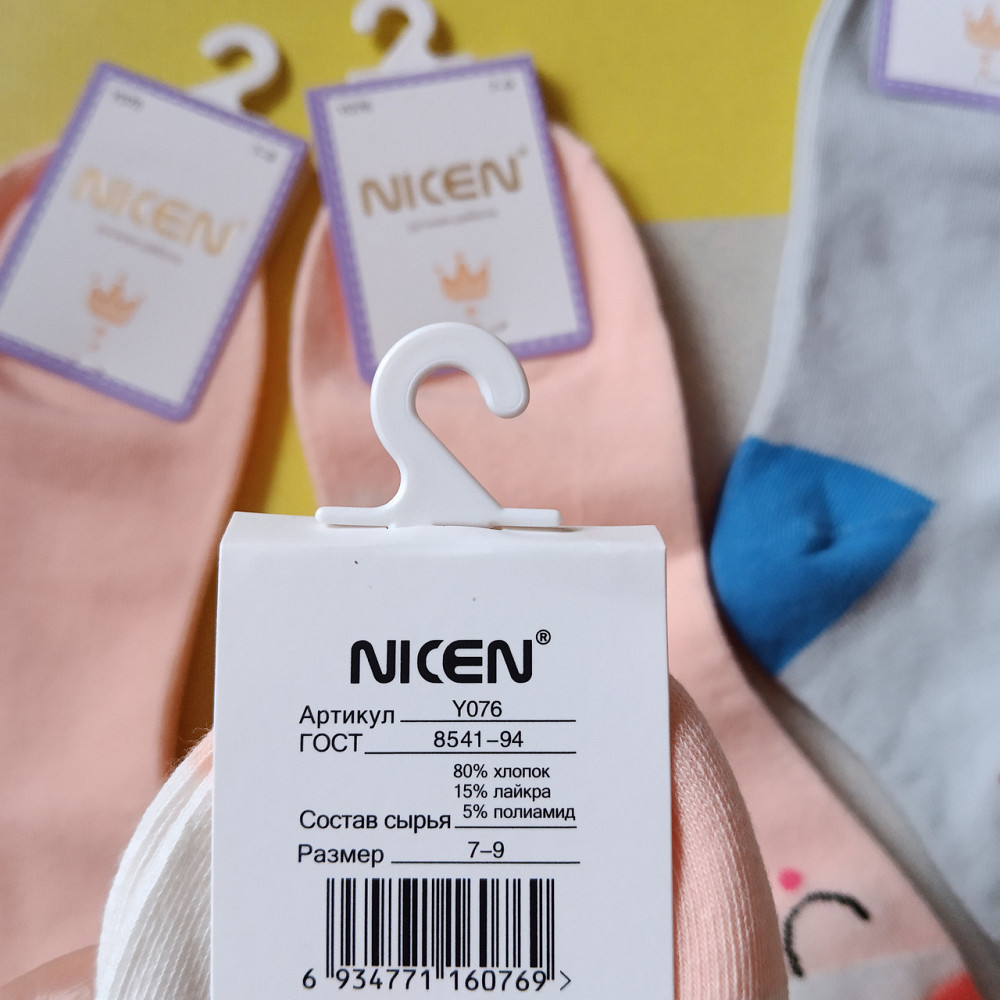 NICEN®
NICEN®
NICEN®
Артикул Y076
ГОСТ 8541-94
80% хлопок
15% лайкра
Состав сырья 5% полиамид
Размер 7-9
6 934771 160769 >